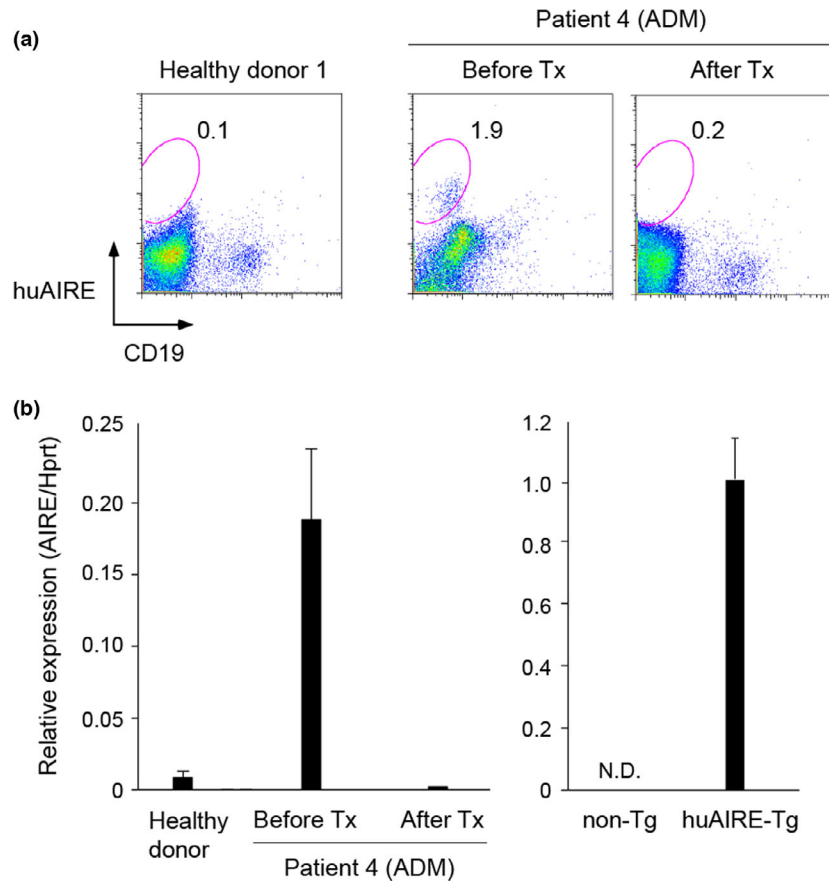 (a)
Patient 4 (ADM)
Healthy donor 1
Before Tx
After Tx
0.1
1.9
0.2
huAIRE
CD19
(b)
Relative expression (AIRE/Hprt)
0.25
0.20
0.15
0.10
0.05
0
Healthy
donor
Before Tx
After Tx
Patient 4 (ADM)
1.2
1.0
0.8
0.6
0.4
0.2
0
N.D.
non-Tg
huAIRE-Tg